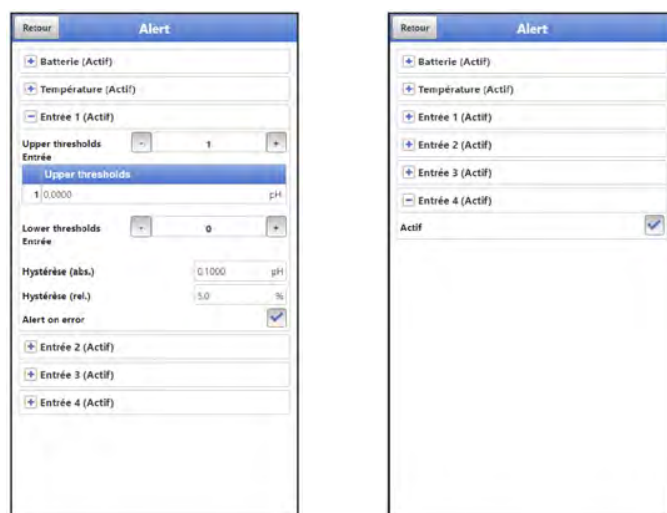 Retour Alert
+ Batterie (Actif)
+ Température (Actif)
− Entrée 1 (Actif)
Upper thresholds - 1 +
Entrée
Upper thresholds
1 0,0000 pH
Lower thresholds - 0 +
Entrée
Hystérèse (abs.) 0,1000 pH
Hystérèse (rel.) 5,0 %
Alert on error
+ Entrée 2 (Actif)
+ Entrée 3 (Actif)
+ Entrée 4 (Actif)
Retour Alert
+ Batterie (Actif)
+ Température (Actif)
+ Entrée 1 (Actif)
+ Entrée 2 (Actif)
+ Entrée 3 (Actif)
− Entrée 4 (Actif)
Actif